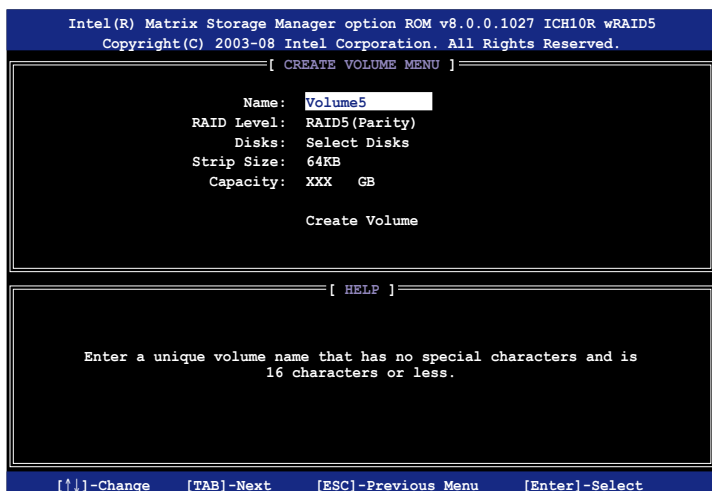 Intel(R) Matrix Storage Manager option ROM v8.0.0.1027 ICH10R wRAID5
Copyright(C) 2003-08 Intel Corporation. All Rights Reserved.
[ CREATE VOLUME MENU ]
Name: Volume5
RAID Level: RAID5(Parity)
Disks: Select Disks
Strip Size: 64KB
Capacity: XXX GB
Create Volume
[ HELP ]
Enter a unique volume name that has no special characters and is
16 characters or less.
[↑↓]-Change [TAB]-Next [ESC]-Previous Menu [Enter]-Select